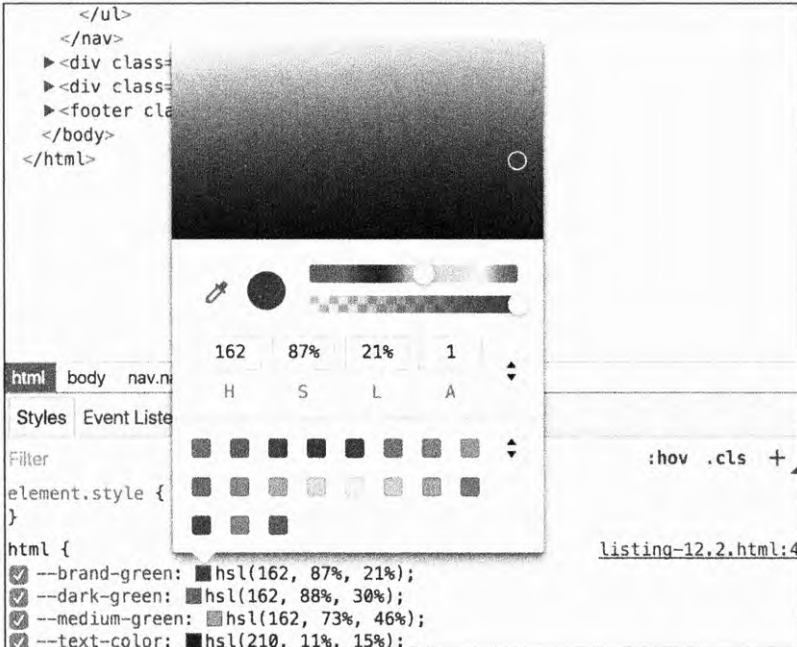 </ul>
</nav>
▶<div class=
▶<div class=
▶<footer cla
</body>
</html>
162 87% 21% 1
H S L A
html body nav.na
Styles Event Liste
Filter :hov .cls +
element.style {
}
html { listing-12.2.html:4
--brand-green: hsl(162, 87%, 21%);
--dark-green: hsl(162, 88%, 30%);
--medium-green: hsl(162, 73%, 46%);
--text-color: hsl(210, 11%, 15%);